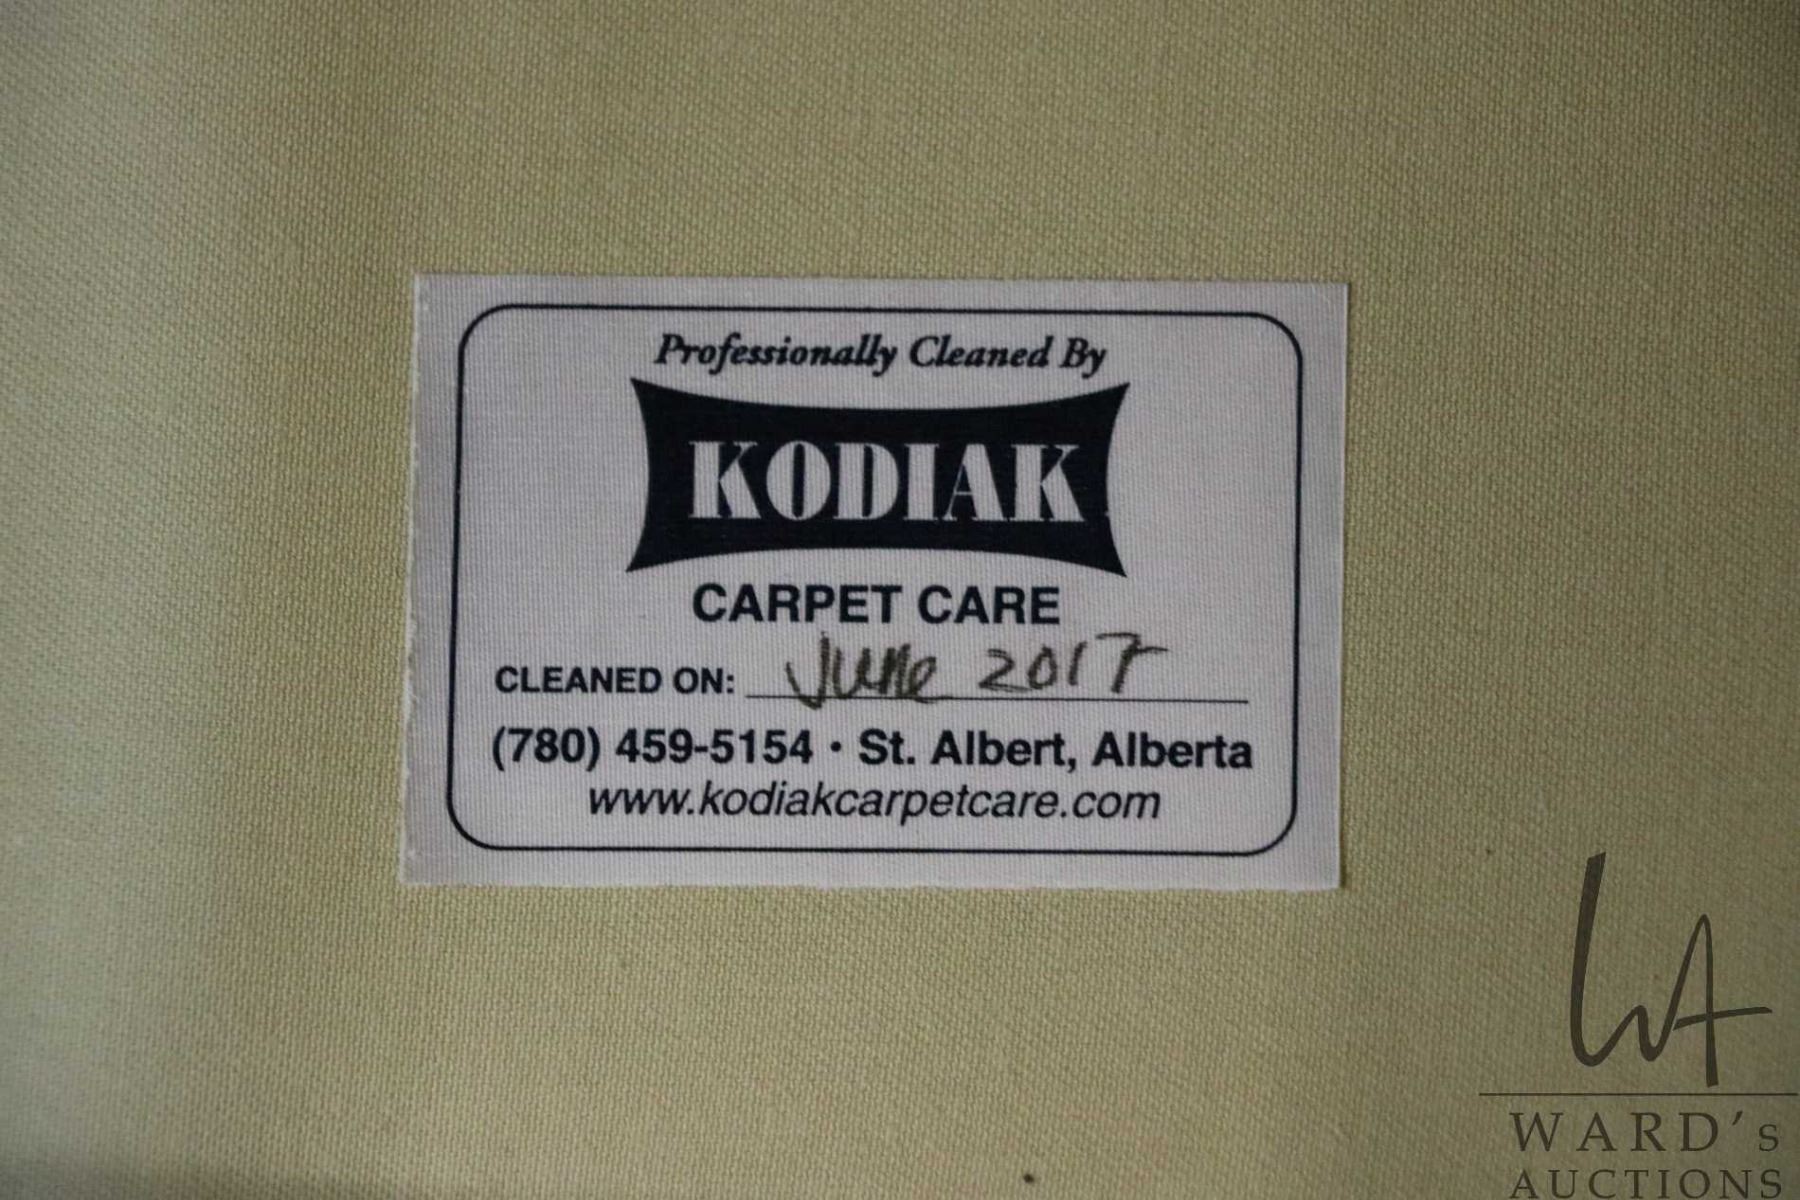 Professionally Cleaned By
KODIAK
CARPET CARE
CLEANED ON: June 2017
(780) 459-5154 • St. Albert, Alberta
www.kodiakcarpetcare.com
WA
WARD's
AUCTIONS